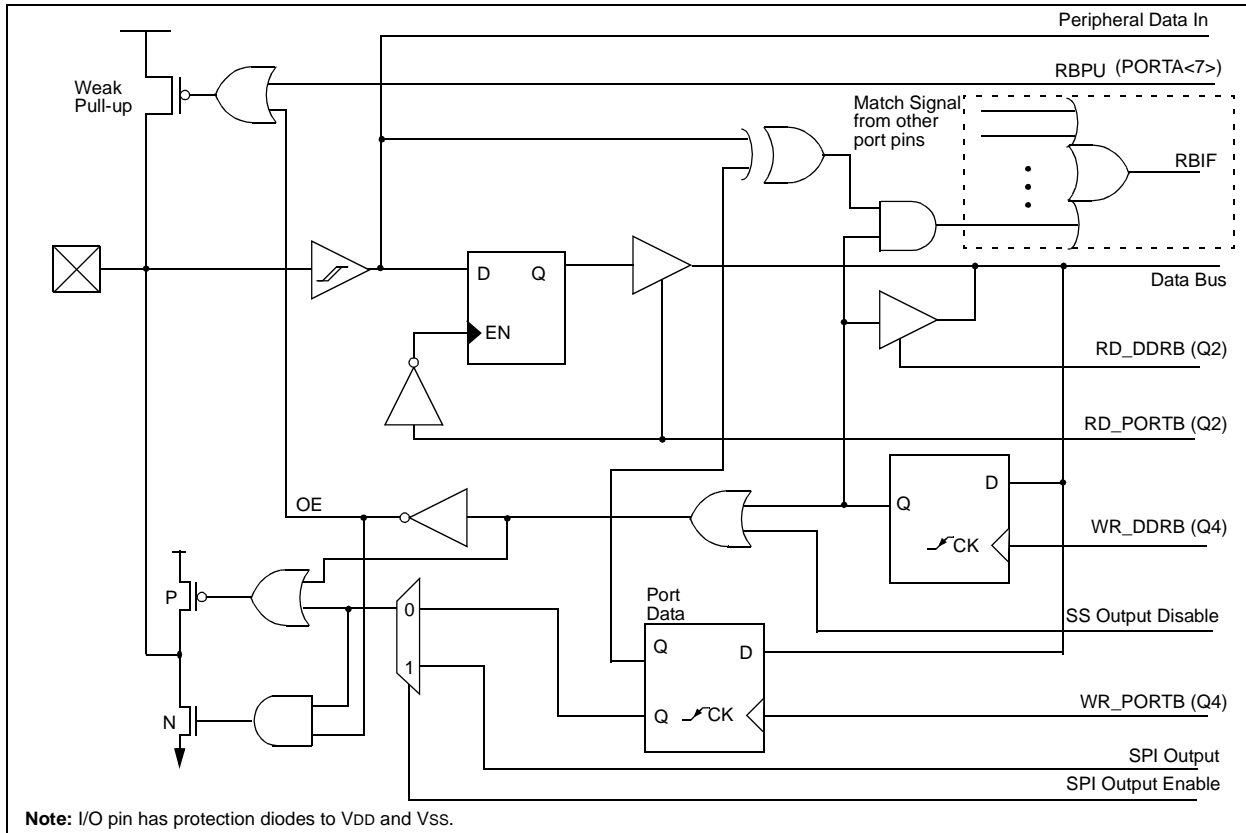 Peripheral Data In
RBPU (PORTA<7>)
Weak
Pull-up
Match Signal
from other
port pins
RBIF
D Q
EN
Data Bus
RD_DDRB (Q2)
RD_PORTB (Q2)
OE
Q D
CK
WR_DDRB (Q4)
P
0
1
Port
Data
SS Output Disable
Q D
Q CK
WR_PORTB (Q4)
N
SPI Output
SPI Output Enable
Note: I/O pin has protection diodes to VDD and VSS.